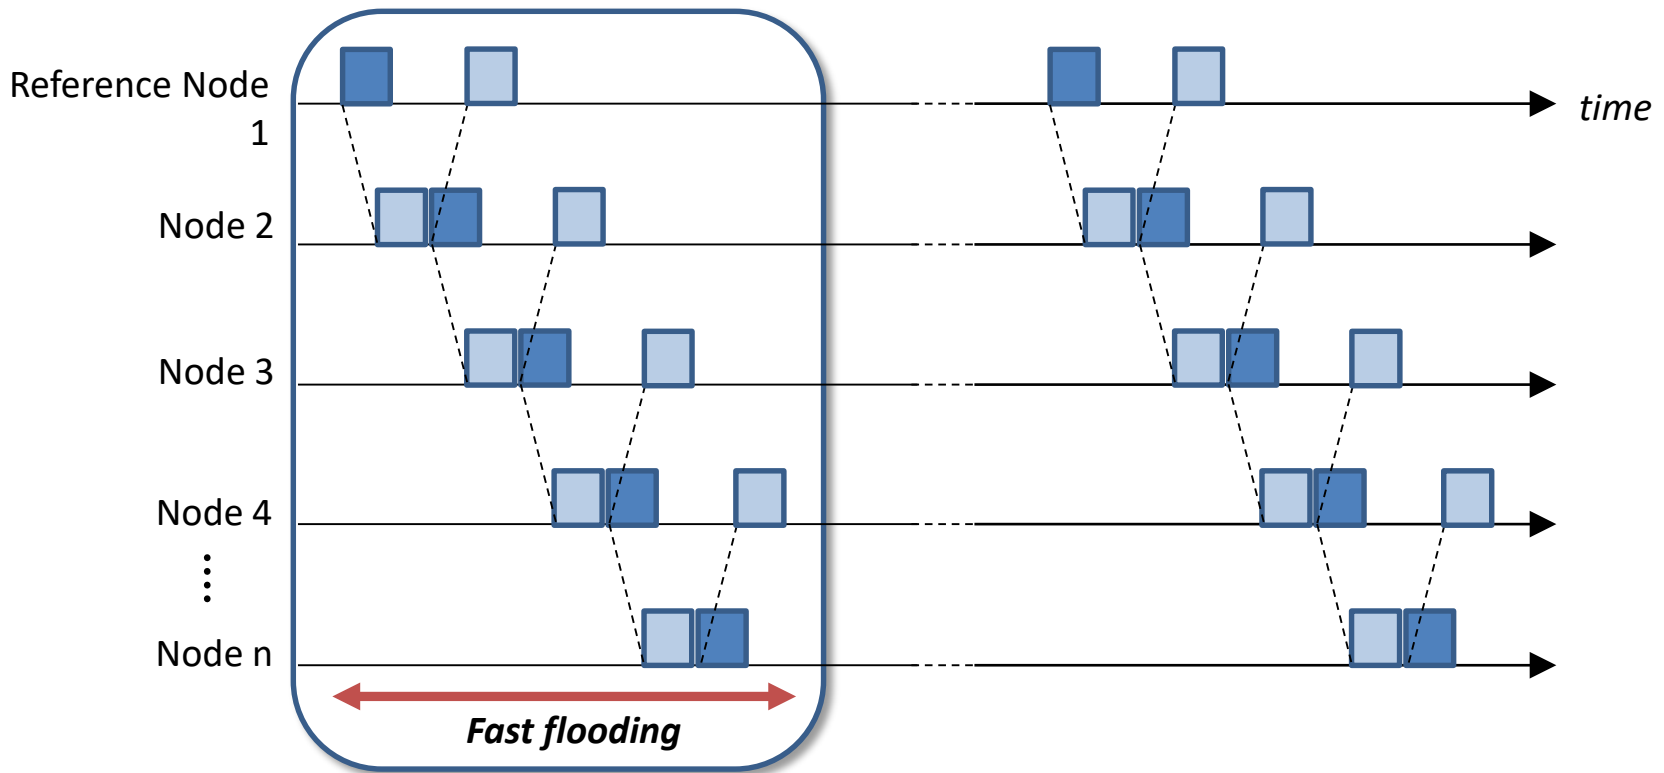 Reference Node
1
time
Node 2
Node 3
Node 4
Node n
Fast flooding